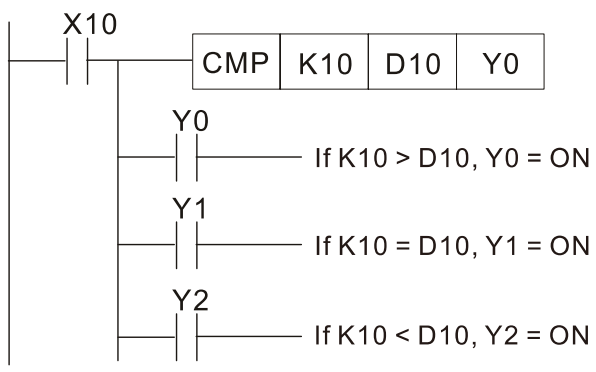 X10
CMP K10 D10 Y0
Y0
If K10 > D10, Y0 = ON
Y1
If K10 = D10, Y1 = ON
Y2
If K10 < D10, Y2 = ON